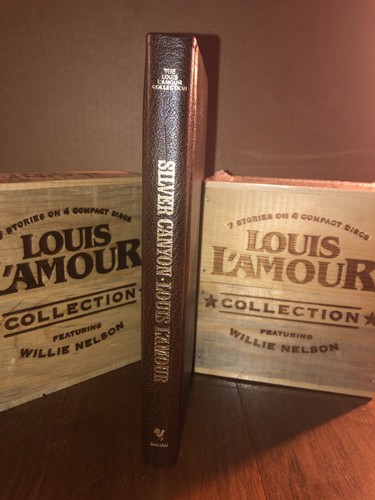 THE
LOUIS
L'AMOUR
COLLECTION
SILVER CANYON · LOUIS L'AMOUR
BANTAM
7 STORIES ON 4 COMPACT DISCS
LOUIS
L'AMOUR
COLLECTION
FEATURING
WILLIE NELSON
7 STORIES ON 4 COMPACT DISCS
LOUIS
L'AMOUR
★ COLLECTION ★
FEATURING
WILLIE NELSON